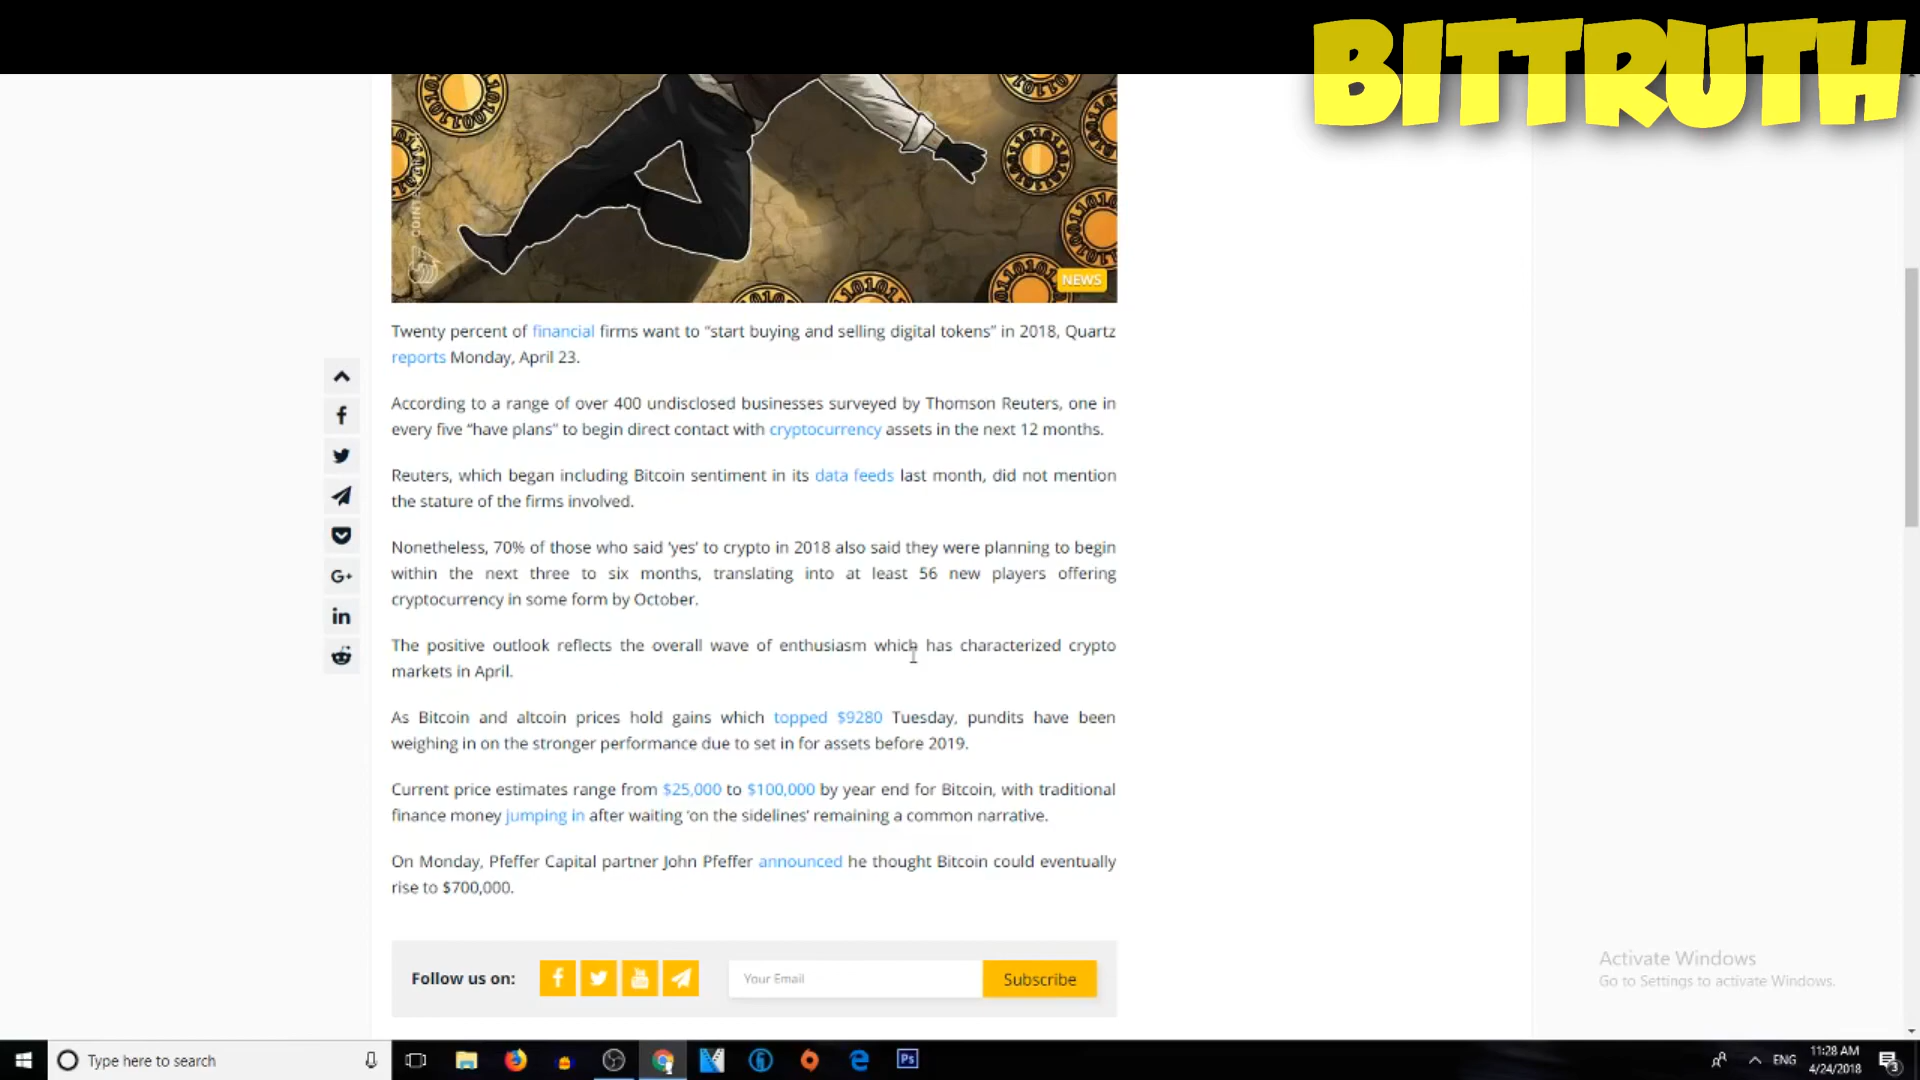 BITTRUTH
NEWS
Twenty percent of financial firms want to “start buying and selling digital tokens” in 2018, Quartz
reports Monday, April 23.
According to a range of over 400 undisclosed businesses surveyed by Thomson Reuters, one in
every five “have plans” to begin direct contact with cryptocurrency assets in the next 12 months.
Reuters, which began including Bitcoin sentiment in its data feeds last month, did not mention
the stature of the firms involved.
Nonetheless, 70% of those who said ‘yes’ to crypto in 2018 also said they were planning to begin
within the next three to six months, translating into at least 56 new players offering
cryptocurrency in some form by October.
The positive outlook reflects the overall wave of enthusiasm which has characterized crypto
markets in April.
As Bitcoin and altcoin prices hold gains which topped $9280 Tuesday, pundits have been
weighing in on the stronger performance due to set in for assets before 2019.
Current price estimates range from $25,000 to $100,000 by year end for Bitcoin, with traditional
finance money jumping in after waiting ‘on the sidelines’ remaining a common narrative.
On Monday, Pfeffer Capital partner John Pfeffer announced he thought Bitcoin could eventually
rise to $700,000.
Follow us on:
Your Email
Subscribe
Activate Windows
Go to Settings to activate Windows.
Type here to search
Ps
ENG
11:28 AM
4/24/2018
3